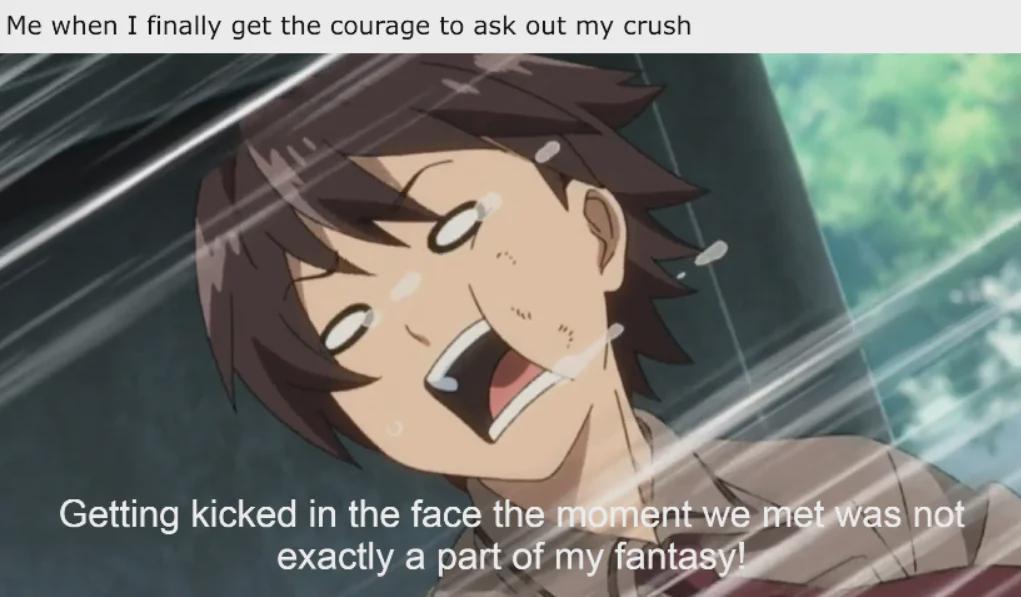 Me when I finally get the courage to ask out my crush
Getting kicked in the face the moment we met was not
exactly a part of my fantasy!